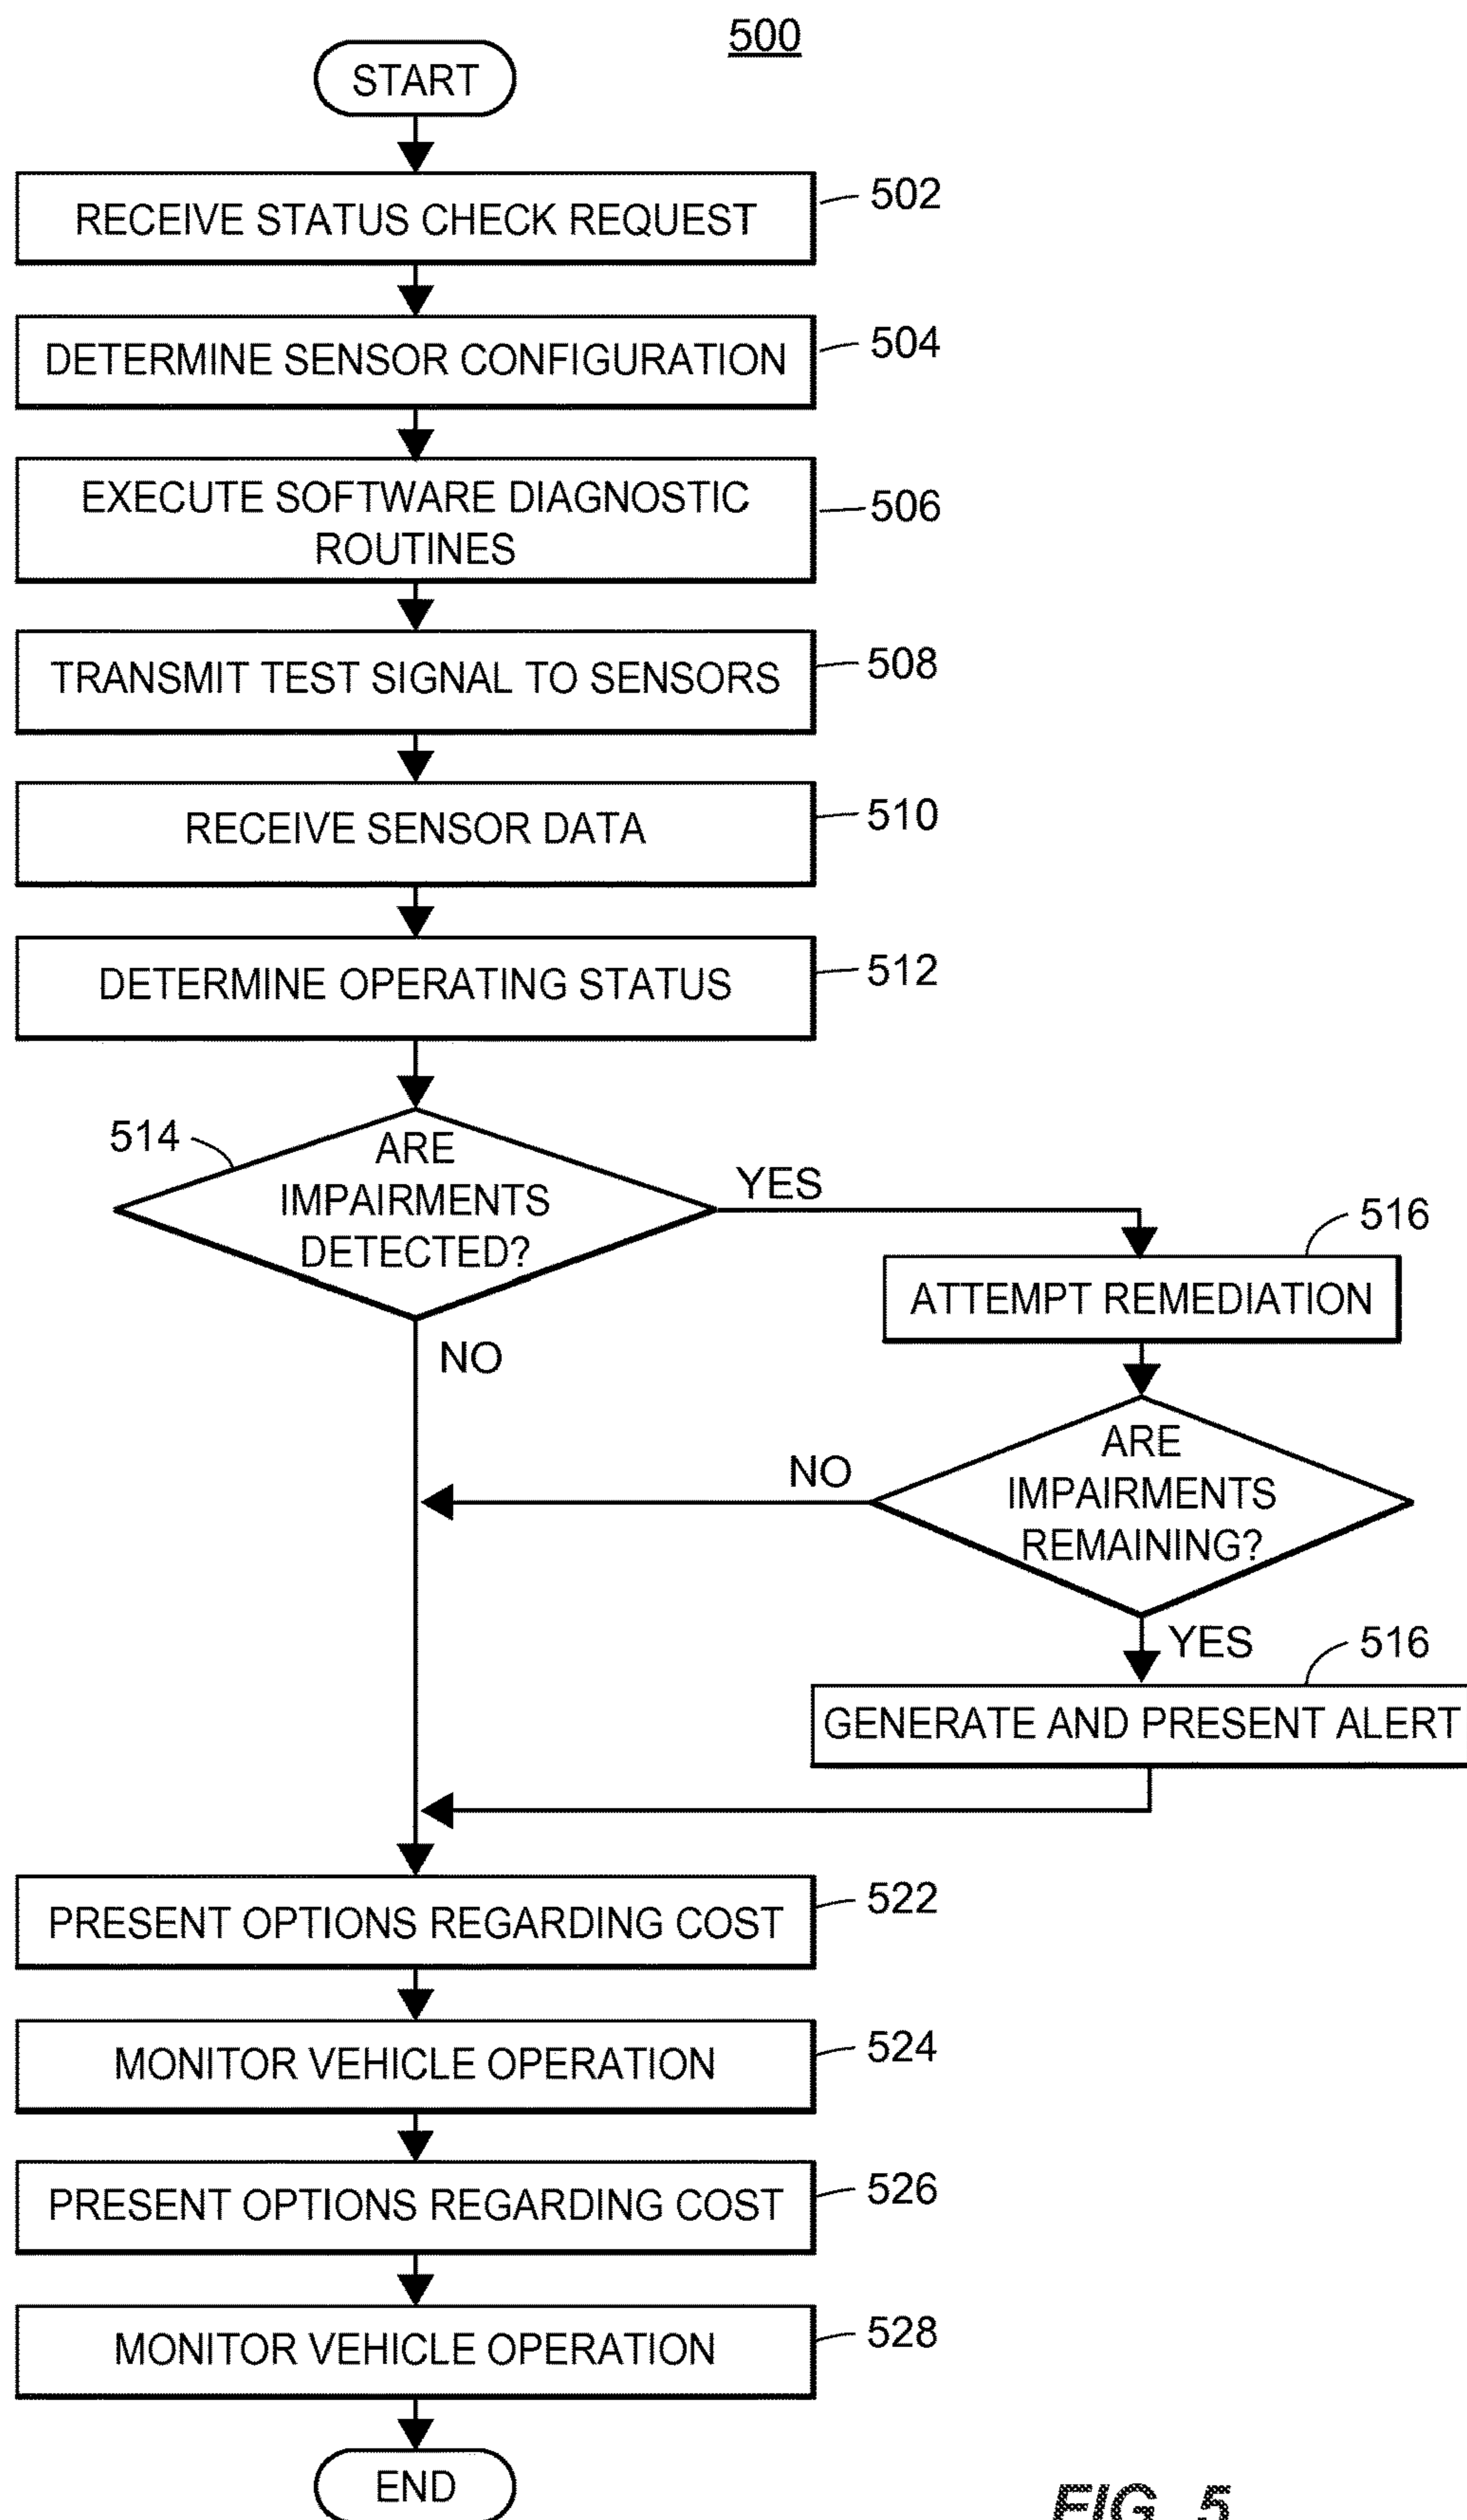 500
START
RECEIVE STATUS CHECK REQUEST
502
DETERMINE SENSOR CONFIGURATION
504
EXECUTE SOFTWARE DIAGNOSTIC
ROUTINES
506
TRANSMIT TEST SIGNAL TO SENSORS
508
RECEIVE SENSOR DATA
510
DETERMINE OPERATING STATUS
512
514
ARE
IMPAIRMENTS
DETECTED?
YES
NO
516
ATTEMPT REMEDIATION
ARE
IMPAIRMENTS
REMAINING?
NO
YES
516
GENERATE AND PRESENT ALERT
PRESENT OPTIONS REGARDING COST
522
MONITOR VEHICLE OPERATION
524
PRESENT OPTIONS REGARDING COST
526
MONITOR VEHICLE OPERATION
528
END
FIG. 5